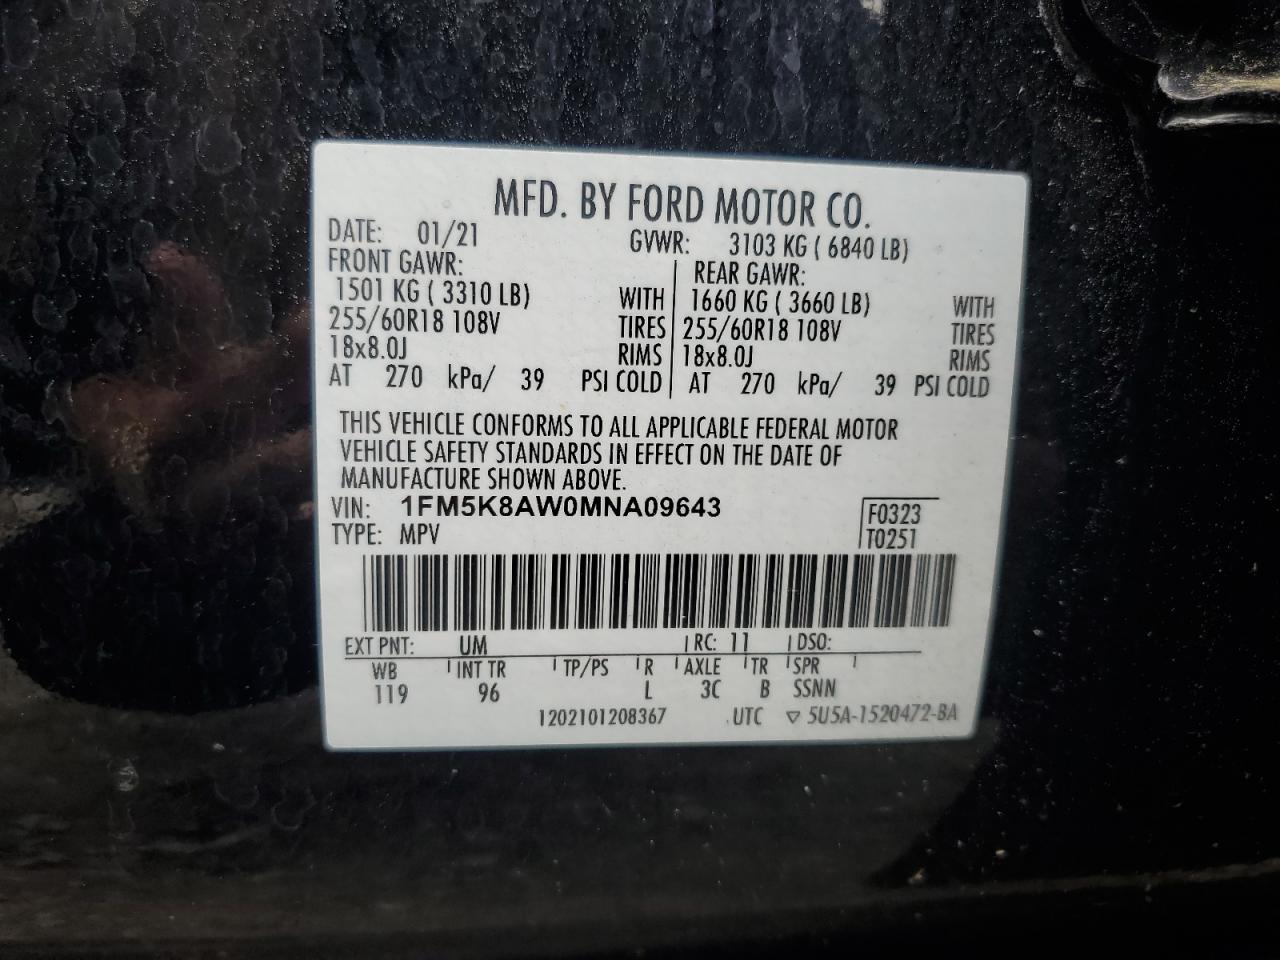 MFD. BY FORD MOTOR CO.
DATE: 01/21 GVWR: 3103 KG ( 6840 LB)
FRONT GAWR: REAR GAWR:
1501 KG ( 3310 LB) WITH 1660 KG ( 3660 LB) WITH
255/60R18 108V TIRES 255/60R18 108V TIRES
18x8.0J RIMS 18x8.0J RIMS
AT 270 kPa/ 39 PSI COLD AT 270 kPa/ 39 PSI COLD
THIS VEHICLE CONFORMS TO ALL APPLICABLE FEDERAL MOTOR
VEHICLE SAFETY STANDARDS IN EFFECT ON THE DATE OF
MANUFACTURE SHOWN ABOVE.
VIN: 1FM5K8AW0MNA09643 F0323
TYPE: MPV T0251
EXT PNT: UM RC: 11 DSO:
WB INT TR TP/PS R AXLE TR SPR
119 96 L 3C B SSNN
1202101208367 UTC ▽ 5U5A-1520472-BA